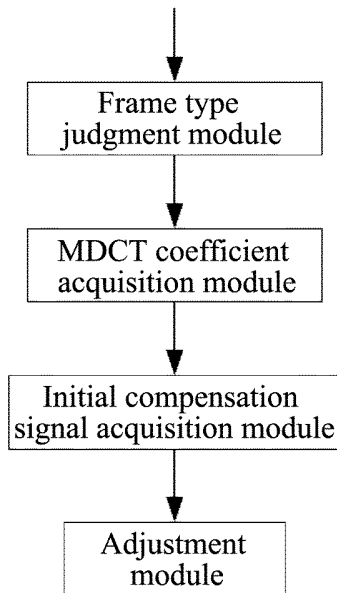 Frame type
judgment module
MDCT coefficient
acquisition module
Initial compensation
signal acquisition module
Adjustment
module